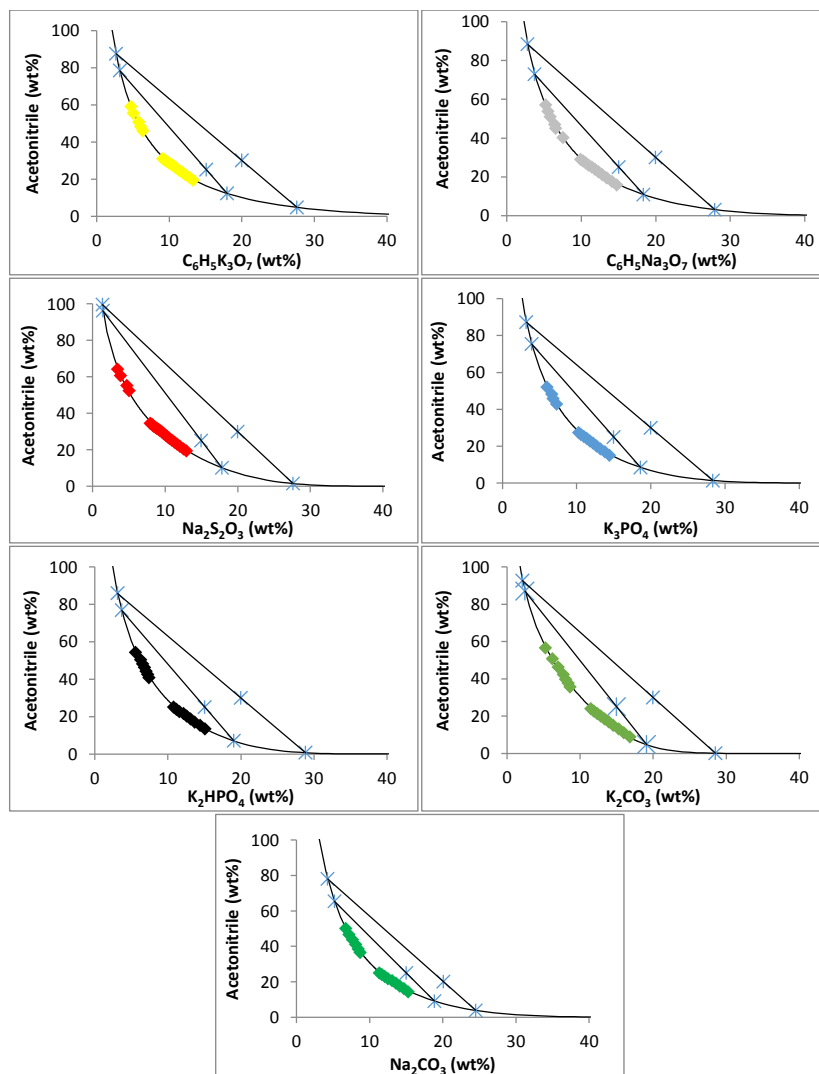 100
80
60
40
20
0
Acetonitrile (wt%)
0 10 20 30 40
C₆H₅K₃O₇ (wt%)
100
80
60
40
20
0
Acetonitrile (wt%)
0 10 20 30 40
C₆H₅Na₃O₇ (wt%)
100
80
60
40
20
0
Acetonitrile (wt%)
0 10 20 30 40
Na₂S₂O₃ (wt%)
100
80
60
40
20
0
Acetonitrile (wt%)
0 10 20 30 40
K₃PO₄ (wt%)
100
80
60
40
20
0
Acetonitrile (wt%)
0 10 20 30 40
K₂HPO₄ (wt%)
100
80
60
40
20
0
Acetonitrile (wt%)
0 10 20 30 40
K₂CO₃ (wt%)
100
80
60
40
20
0
Acetonitrile (wt%)
0 10 20 30 40
Na₂CO₃ (wt%)